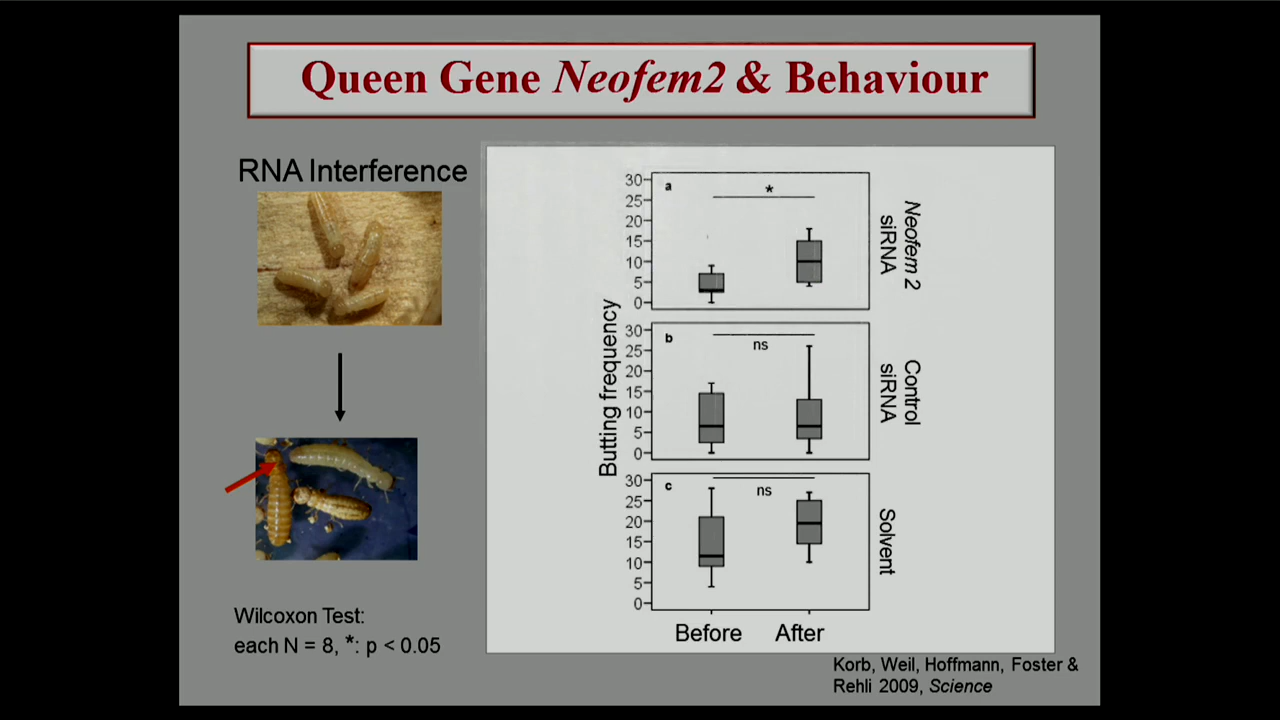 Queen Gene Neofem2 & Behaviour
RNA Interference
Wilcoxon Test:
each N = 8, *: p < 0.05
Butting frequency
a
*
30
25
20
15
10
5
0
Neofem 2
siRNA
b
ns
30
25
20
15
10
5
0
Control
siRNA
c
ns
30
25
20
15
10
5
0
Solvent
Before After
Korb, Weil, Hoffmann, Foster &
Rehli 2009, Science